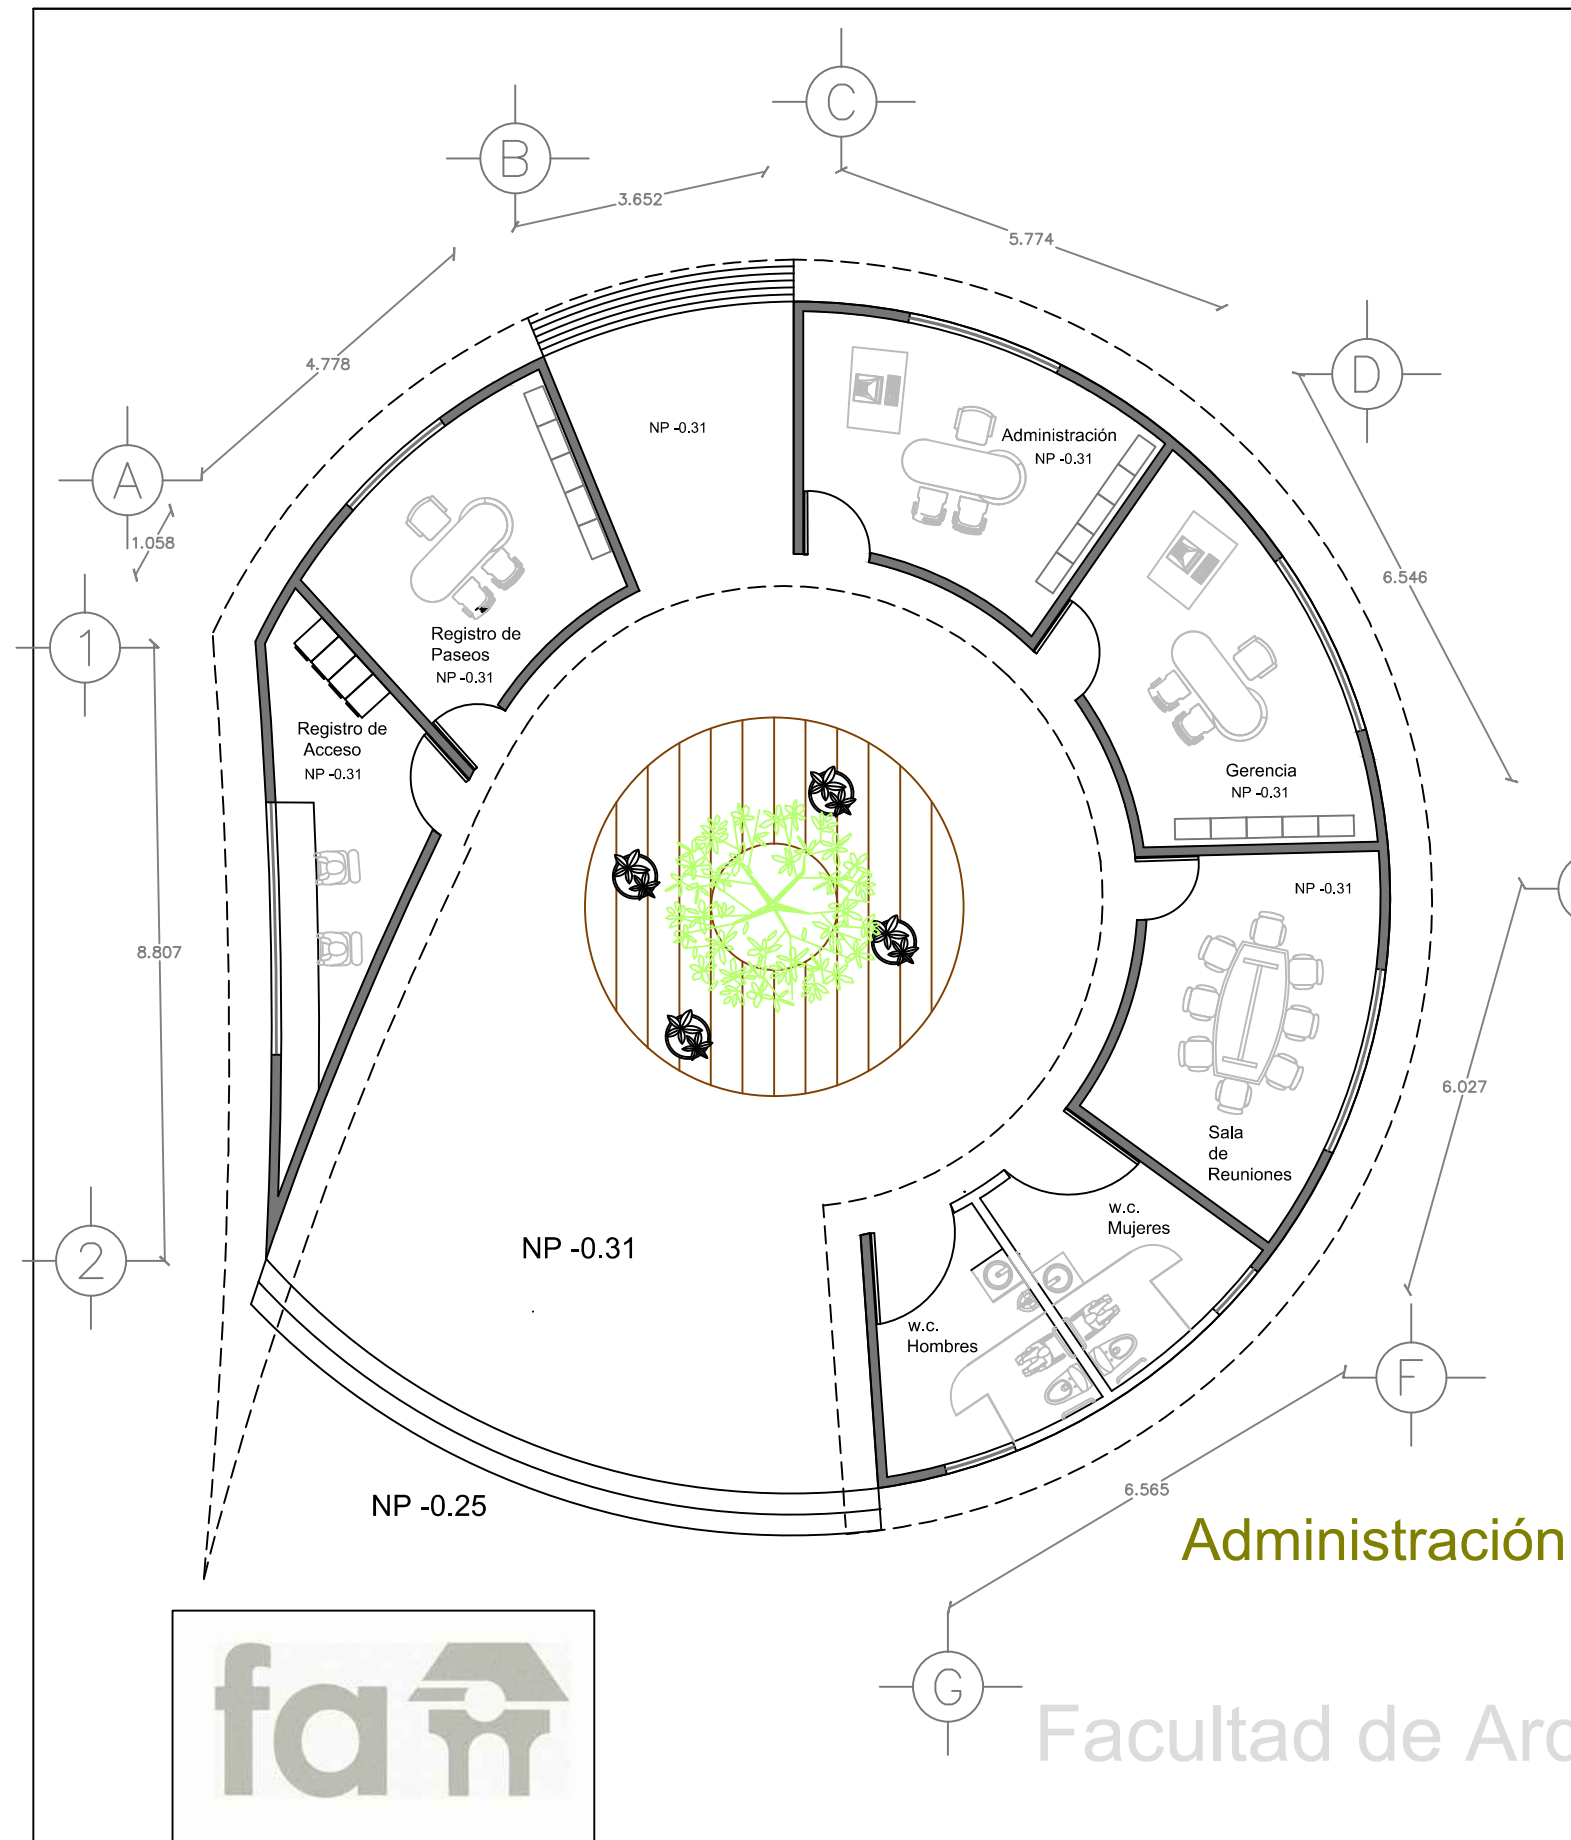 C
B
3.652
5.774
4.778
D
NP -0.31
Administración
NP -0.31
A
1.058
6.546
1
Registro de
Paseos
NP -0.31
Registro de
Acceso
NP -0.31
Gerencia
NP -0.31
NP -0.31
8.807
6.027
Sala
de
Reuniones
w.c.
Mujeres
NP -0.31
2
w.c.
Hombres
F
6.565
NP -0.25
Administración
fa
G
Facultad de Arq